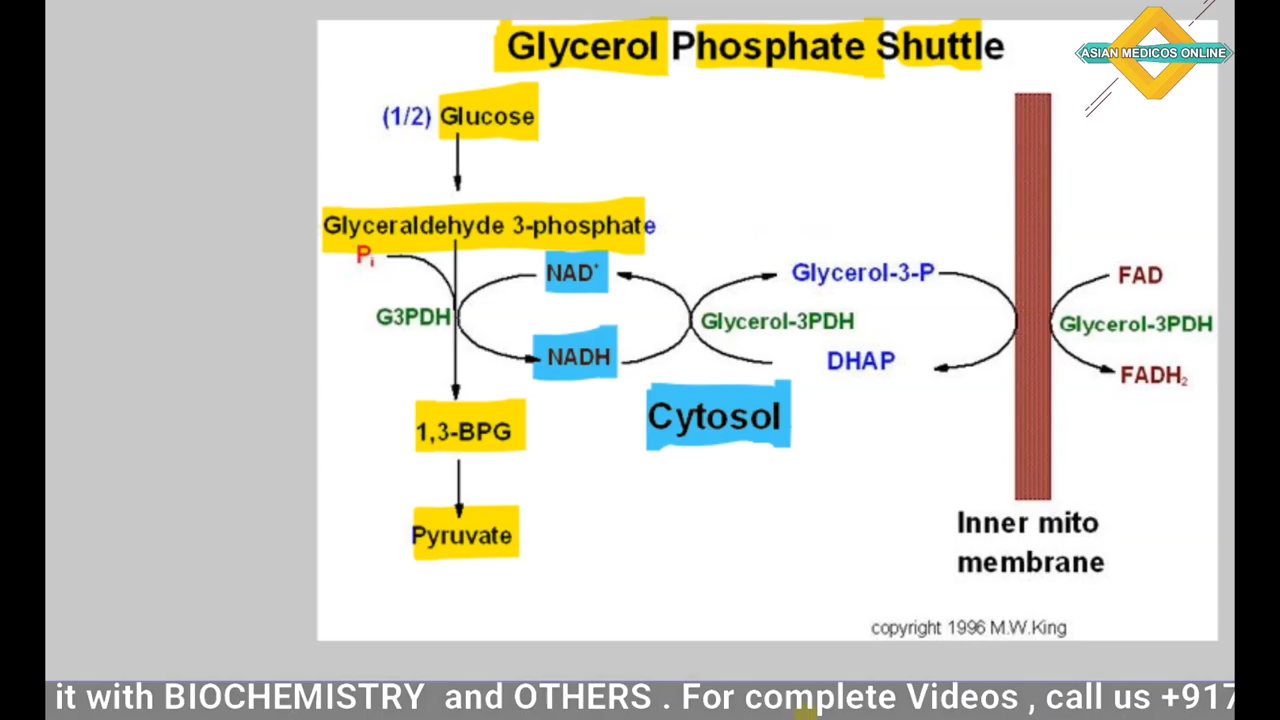 Glycerol Phosphate Shuttle
ASIAN MEDICOS ONLINE
(1/2) Glucose
Glyceraldehyde 3-phosphate
Pi
NAD+
Glycerol-3-P
FAD
G3PDH
Glycerol-3PDH
Glycerol-3PDH
NADH
DHAP
FADH2
Cytosol
1,3-BPG
Pyruvate
Inner mito
membrane
copyright 1996 M.W.King
it with BIOCHEMISTRY and OTHERS . For complete Videos , call us +917